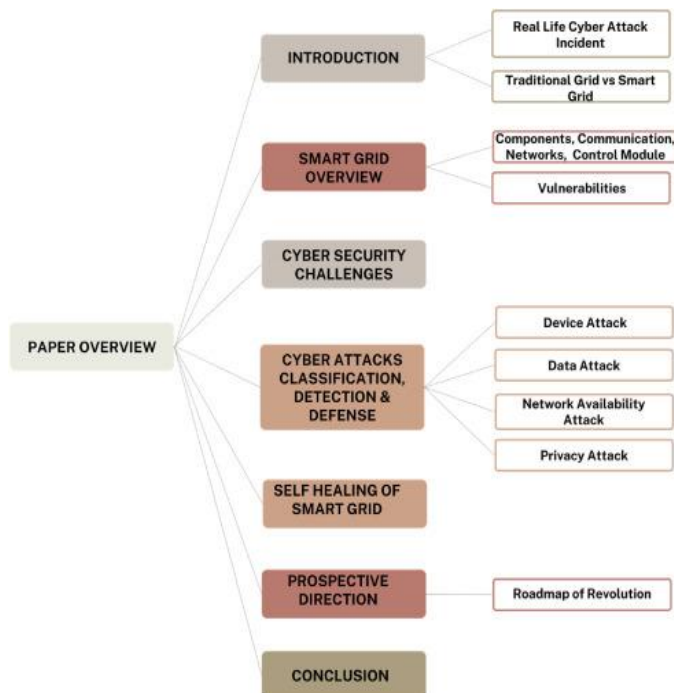 PAPER OVERVIEW
INTRODUCTION
Real Life Cyber Attack
Incident
Traditional Grid vs Smart
Grid
SMART GRID
OVERVIEW
Components, Communication,
Networks, Control Module
Vulnerabilities
CYBER SECURITY
CHALLENGES
CYBER ATTACKS
CLASSIFICATION,
DETECTION &
DEFENSE
Device Attack
Data Attack
Network Availability
Attack
Privacy Attack
SELF HEALING OF
SMART GRID
PROSPECTIVE
DIRECTION
Roadmap of Revolution
CONCLUSION